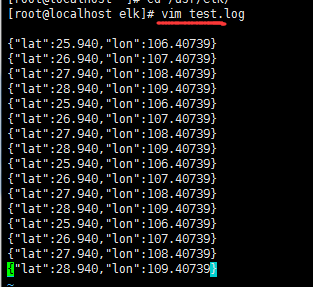 [root@localhost ~]# cd /usr/elk/
[root@localhost elk]# vim test.log
{"lat":25.940,"lon":106.40739}
{"lat":26.940,"lon":107.40739}
{"lat":27.940,"lon":108.40739}
{"lat":28.940,"lon":109.40739}
{"lat":25.940,"lon":106.40739}
{"lat":26.940,"lon":107.40739}
{"lat":27.940,"lon":108.40739}
{"lat":28.940,"lon":109.40739}
{"lat":25.940,"lon":106.40739}
{"lat":26.940,"lon":107.40739}
{"lat":27.940,"lon":108.40739}
{"lat":28.940,"lon":109.40739}
{"lat":25.940,"lon":106.40739}
{"lat":26.940,"lon":107.40739}
{"lat":27.940,"lon":108.40739}
{"lat":28.940,"lon":109.40739}
~